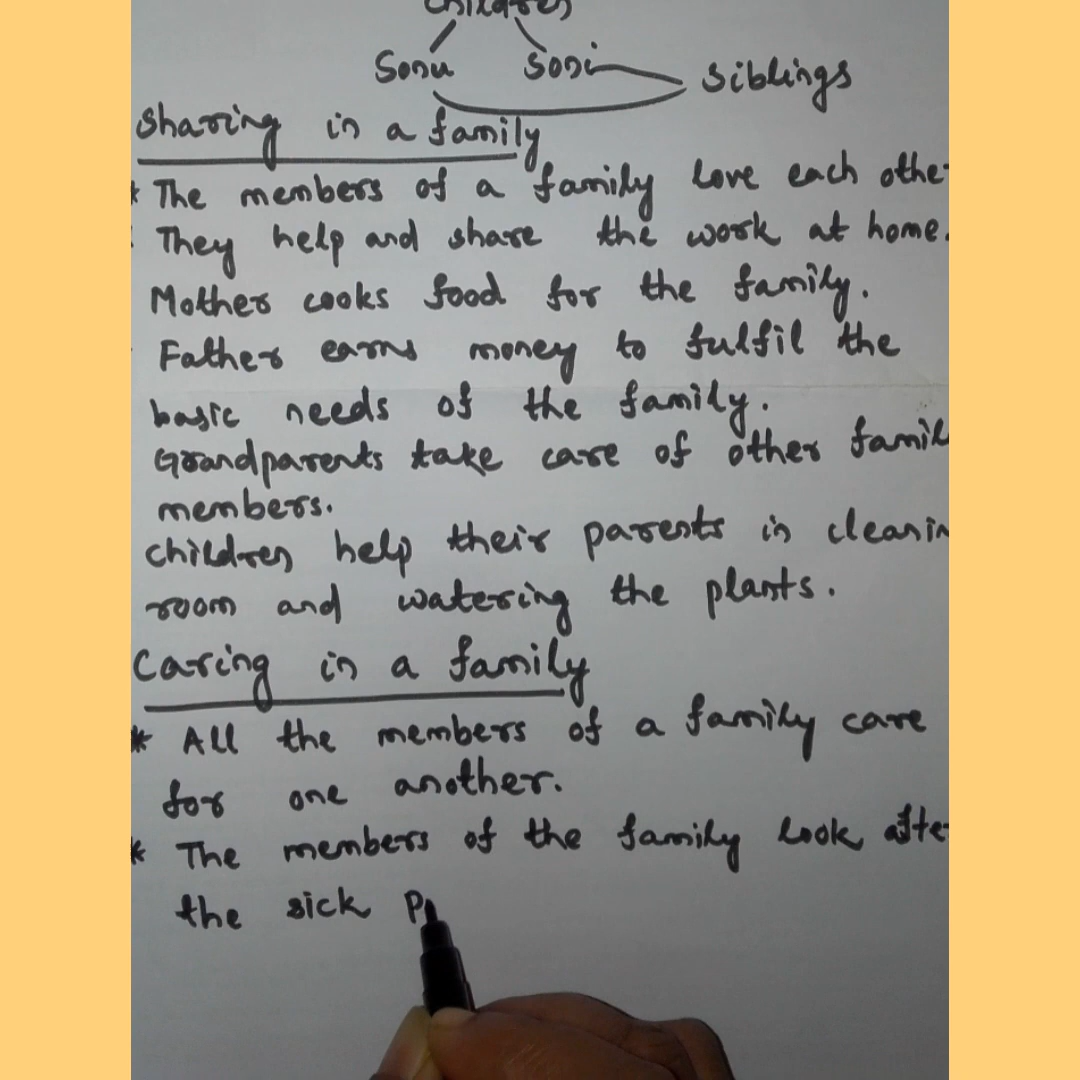 children
Sonu Soni siblings
Sharing in a family
* The members of a family love each othe
They help and share the work at home.
Mother cooks food for the family.
Father earns money to fulfil the
basic needs of the family.
Grandparents take care of other famil
members.
children help their parents in cleanin
room and watering the plants.
Caring in a family
* All the members of a family care
for one another.
* The members of the family look afte
the sick P